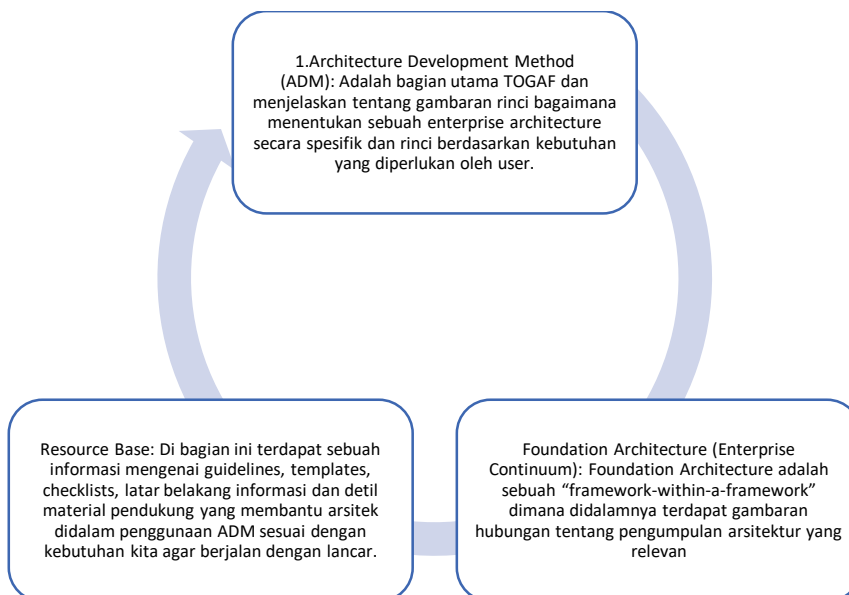 1.Architecture Development Method
(ADM): Adalah bagian utama TOGAF dan
menjelaskan tentang gambaran rinci bagaimana
menentukan sebuah enterprise architecture
secara spesifik dan rinci berdasarkan kebutuhan
yang diperlukan oleh user.
Resource Base: Di bagian ini terdapat sebuah
informasi mengenai guidelines, templates,
checklists, latar belakang informasi dan detil
material pendukung yang membantu arsitek
didalam penggunaan ADM sesuai dengan
kebutuhan kita agar berjalan dengan lancar.
Foundation Architecture (Enterprise
Continuum): Foundation Architecture adalah
sebuah “framework-within-a-framework”
dimana didalamnya terdapat gambaran
hubungan tentang pengumpulan arsitektur yang
relevan